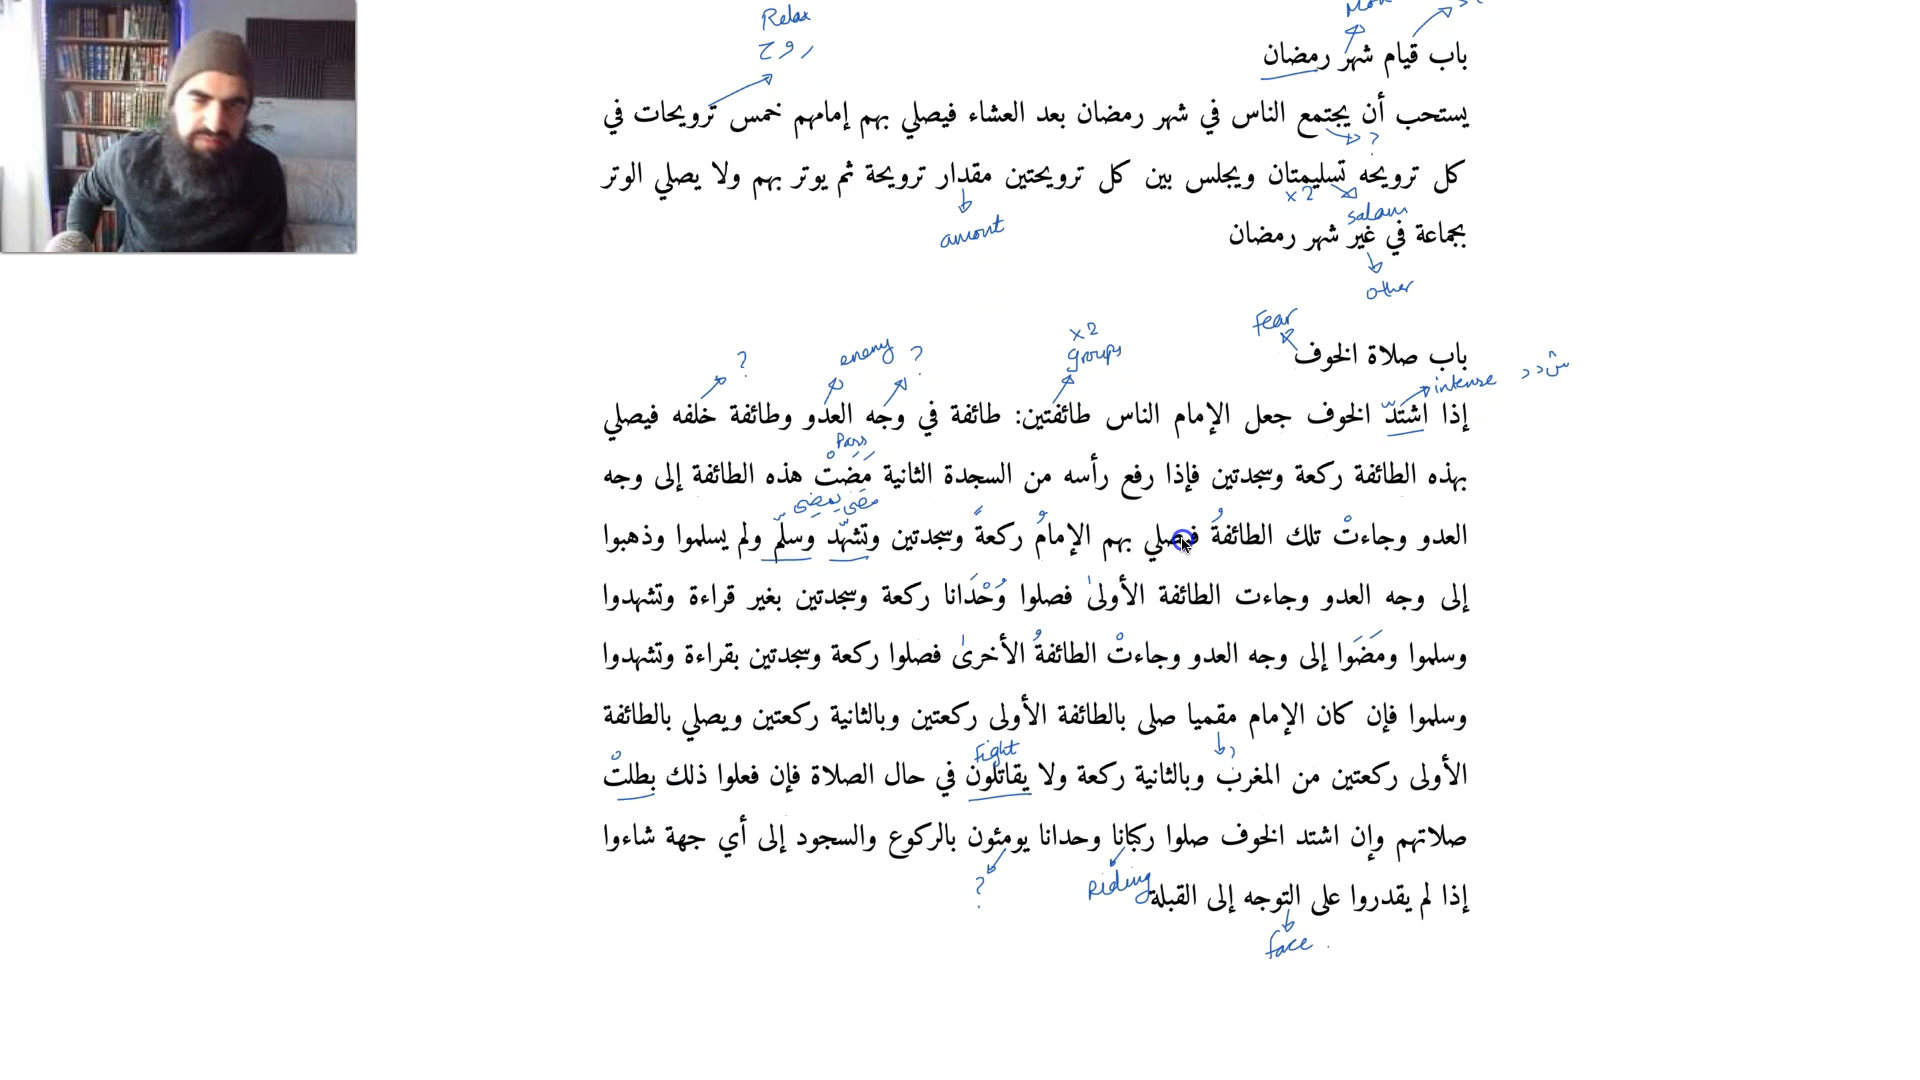 Relax
روح
باب قيام شهر رمضان
يستحب أن يجتمع الناس في شهر رمضان بعد العشاء فيصلي بهم إمامهم خمس ترويحات في
?
كل ترويحه تسليمتان ويجلس بين كل ترويحتين مقدار ترويحة ثم يوتر بهم ولا يصلي الوتر
x2
salam
amont
بجماعة في غير شهر رمضان
other
Fear
x2
groups
enemy
?
?
باب صلاة الخوف
intense
شدد
إذا اشتدّ الخوف جعل الإمام الناس طائفتين: طائفة في وجه العدو وطائفة خلفه فيصلي
Pass
بهذه الطائفة ركعة وسجدتين فإذا رفع رأسه من السجدة الثانية مَضَتْ هذه الطائفة إلى وجه
مضى يمضِي
العدو وجاءتْ تلك الطائفةُ فيصلي بهم الإمامُ ركعةً وسجدتين وتشهّد وسلّم ولم يسلموا وذهبوا
إلى وجه العدو وجاءت الطائفة الأولىٰ فصلوا وُحْدَانا ركعة وسجدتين بغير قراءة وتشهدوا
وسلموا ومَضَوا إلى وجه العدو وجاءتْ الطائفةُ الأخرىٰ فصلوا ركعة وسجدتين بقراءة وتشهدوا
وسلموا فإن كان الإمام مقميا صلى بالطائفة الأولى ركعتين وبالثانية ركعتين ويصلي بالطائفة
?
Fight
الأولى ركعتين من المغرب وبالثانية ركعة ولا يقاتلون في حال الصلاة فإن فعلوا ذلك بطلتْ
صلاتهم وإن اشتد الخوف صلوا ركبانا وحدانا يومئون بالركوع والسجود إلى أي جهة شاءوا
?
Riding
إذا لم يقدروا على التوجه إلى القبلة
face